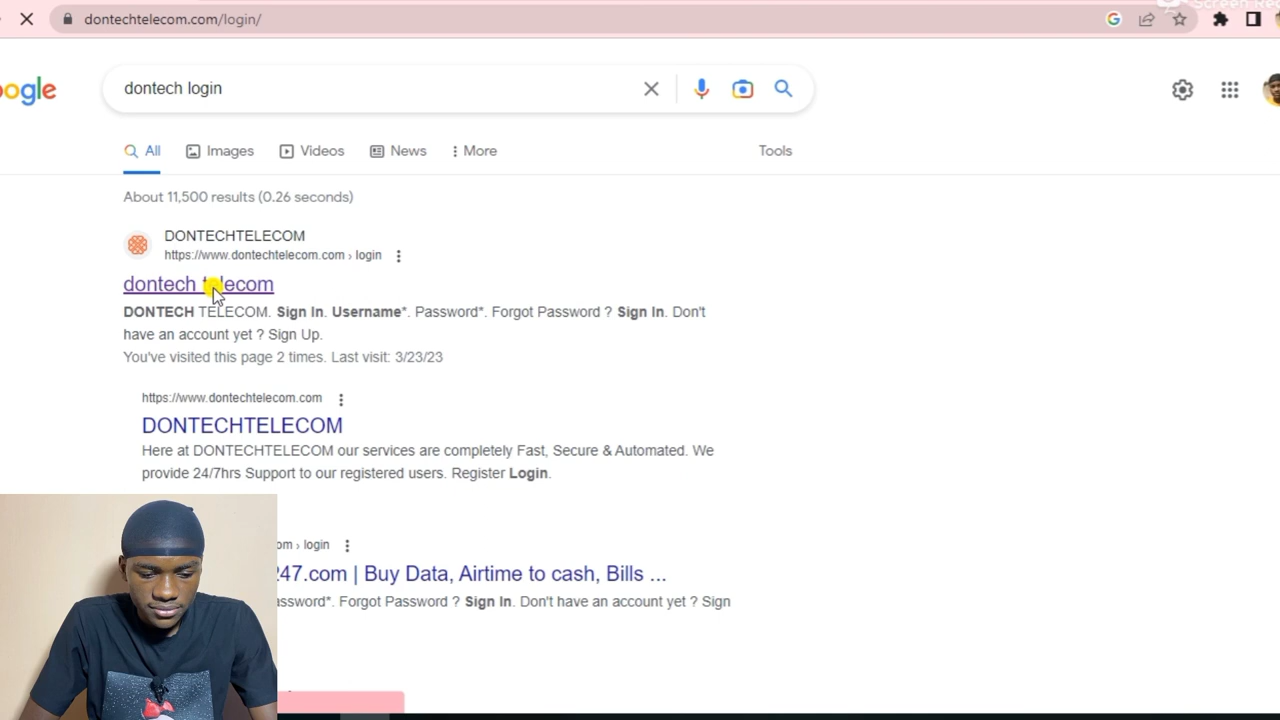 dontechtelecom.com/login/
Screen Rec
ogle
dontech login
All Images Videos News More Tools
About 11,500 results (0.26 seconds)
DONTECHTELECOM
https://www.dontechtelecom.com › login
dontech telecom
DONTECH TELECOM. Sign In. Username*. Password*. Forgot Password ? Sign In. Don't
have an account yet ? Sign Up.
You've visited this page 2 times. Last visit: 3/23/23
https://www.dontechtelecom.com
DONTECHTELECOM
Here at DONTECHTELECOM our services are completely Fast, Secure & Automated. We
provide 24/7hrs Support to our registered users. Register Login.
om › login
247.com | Buy Data, Airtime to cash, Bills ...
assword*. Forgot Password ? Sign In. Don't have an account yet ? Sign